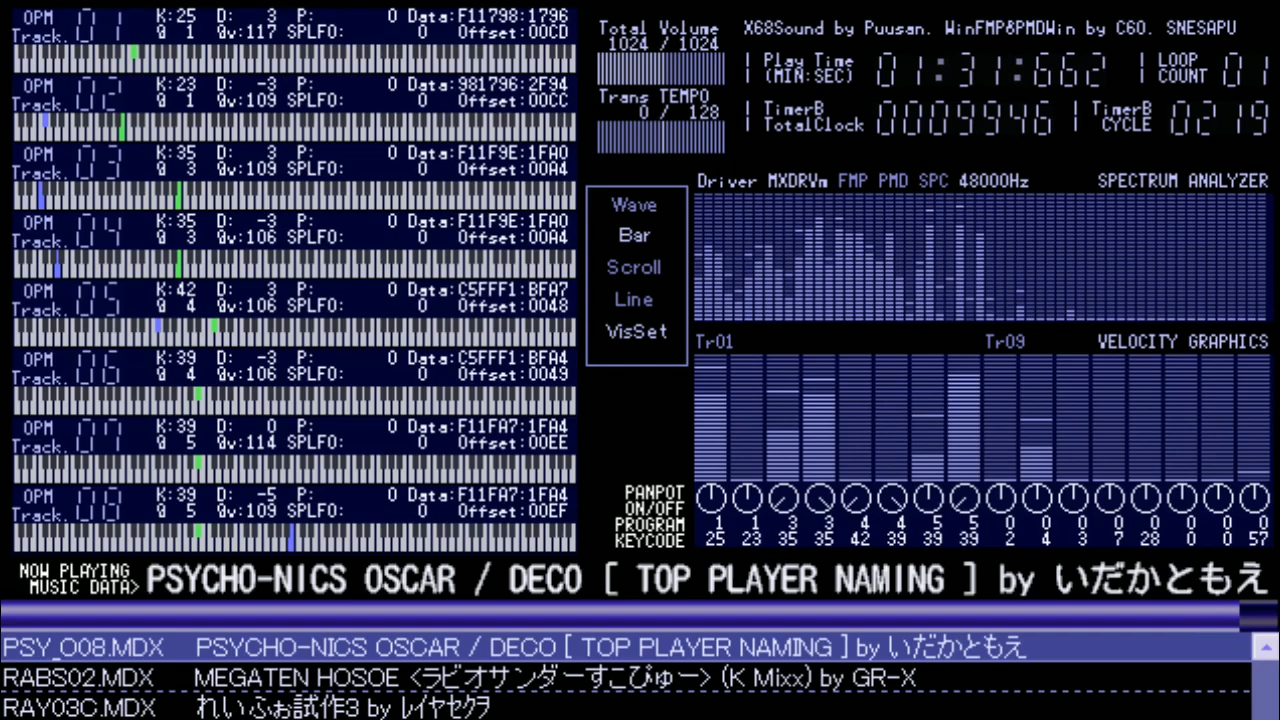 OPM K:25 D: 3 P: 0 Data:F11798:1796
Track. 01 @ 1 @v:117 SPLFO: 0 Offset:00CD
OPM K:23 D: -3 P: 0 Data:981796:2F94
Track. 02 @ 1 @v:109 SPLFO: 0 Offset:00CC
OPM K:35 D: 3 P: 0 Data:F11F9E:1FA0
Track. 03 @ 3 @v:109 SPLFO: 0 Offset:00A4
OPM K:35 D: -3 P: 0 Data:F11F9E:1FA0
Track. 04 @ 3 @v:106 SPLFO: 0 Offset:00A4
OPM K:42 D: 3 P: 0 Data:C5FFF1:BFA7
Track. 05 @ 4 @v:106 SPLFO: 0 Offset:0048
OPM K:39 D: -3 P: 0 Data:C5FFF1:BFA4
Track. 06 @ 4 @v:109 SPLFO: 0 Offset:0049
OPM K:39 D: 0 P: 0 Data:F11FA7:1FA4
Track. 07 @ 5 @v:114 SPLFO: 0 Offset:00EE
OPM K:39 D: -5 P: 0 Data:F11FA7:1FA4
Track. 08 @ 5 @v:109 SPLFO: 0 Offset:00EF
Total Volume
1024 / 1024
Trans TEMPO
0 / 128
X68Sound by Puusan. WinFMP&PMDWin by C60. SNESAPU
Play Time
(MIN:SEC) 01:31:662
LOOP
COUNT 01
TimerB
TotalClock 0009946
TimerB
CYCLE 0219
Wave
Bar
Scroll
Line
VisSet
Driver MXDRVm FMP PMD SPC 48000Hz SPECTRUM ANALYZER
Tr01 Tr09 VELOCITY GRAPHICS
PANPOT
ON/OFF
PROGRAM 1 1 3 3 4 4 5 5 0 0 0 0 0 0 0 0
KEYCODE 25 23 35 35 42 39 39 39 2 4 3 7 28 0 0 57
NOW PLAYING
MUSIC DATA> PSYCHO-NICS OSCAR / DECO [ TOP PLAYER NAMING ] by いだかともえ
PSY_008.MDX PSYCHO-NICS OSCAR / DECO [ TOP PLAYER NAMING ] by いだかともえ
RABS02.MDX MEGATEN HOSOE <ラビオサンダーすこぴゅー> (K Mixx) by GR-X
RAY03C.MDX れいふぉ試作3 by ﾚｲﾔｾｸﾗ